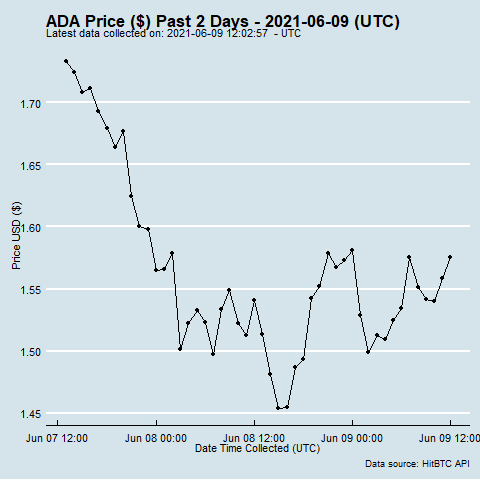 ADA Price ($) Past 2 Days - 2021-06-09 (UTC)
Latest data collected on: 2021-06-09 12:02:57 - UTC
Price USD ($)
1.70
1.65
1.60
1.55
1.50
1.45
Jun 07 12:00 Jun 08 00:00 Jun 08 12:00 Jun 09 00:00 Jun 09 12:00
Date Time Collected (UTC)
Data source: HitBTC API